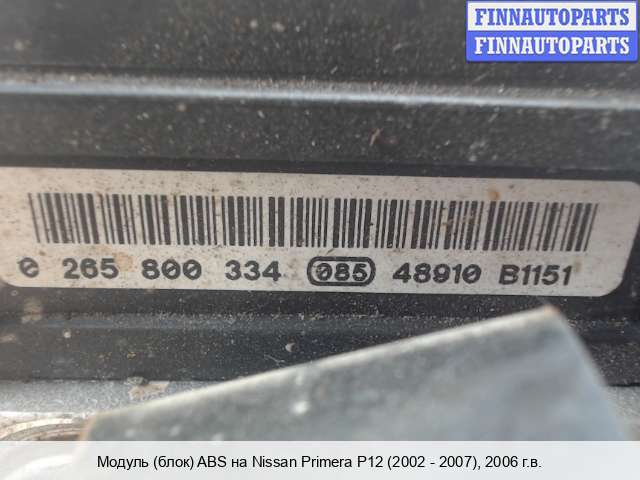 FINNAUTOPARTS
FINNAUTOPARTS
0 265 800 334 085 48910 B1151
Модуль (блок) ABS на Nissan Primera P12 (2002 - 2007), 2006 г.в.